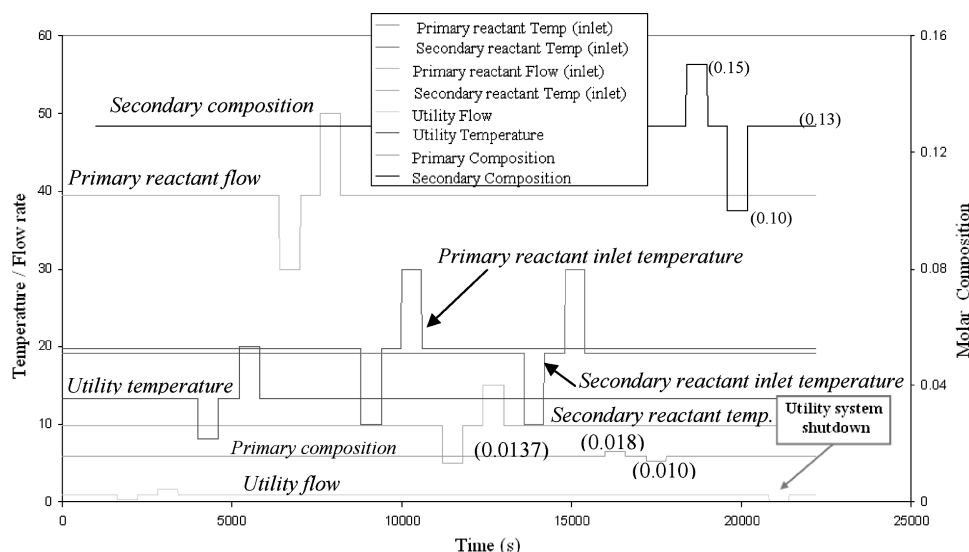 Primary reactant Temp (inlet)
Secondary reactant Temp (inlet)
Primary reactant Flow (inlet)
Secondary reactant Temp (inlet)
Utility Flow
Utility Temperature
Primary Composition
Secondary Composition
60
50
40
30
20
10
0
Temperature / Flow rate
0.16
0.12
0.08
0.04
0
Molar Composition
Secondary composition
(0.15)
(0.13)
(0.10)
Primary reactant flow
Primary reactant inlet temperature
Utility temperature
Secondary reactant inlet temperature
Secondary reactant temp.
Utility system
shutdown
Primary composition
(0.0137)
(0.018)
(0.010)
Utility flow
0
5000
10000
15000
20000
25000
Time (s)